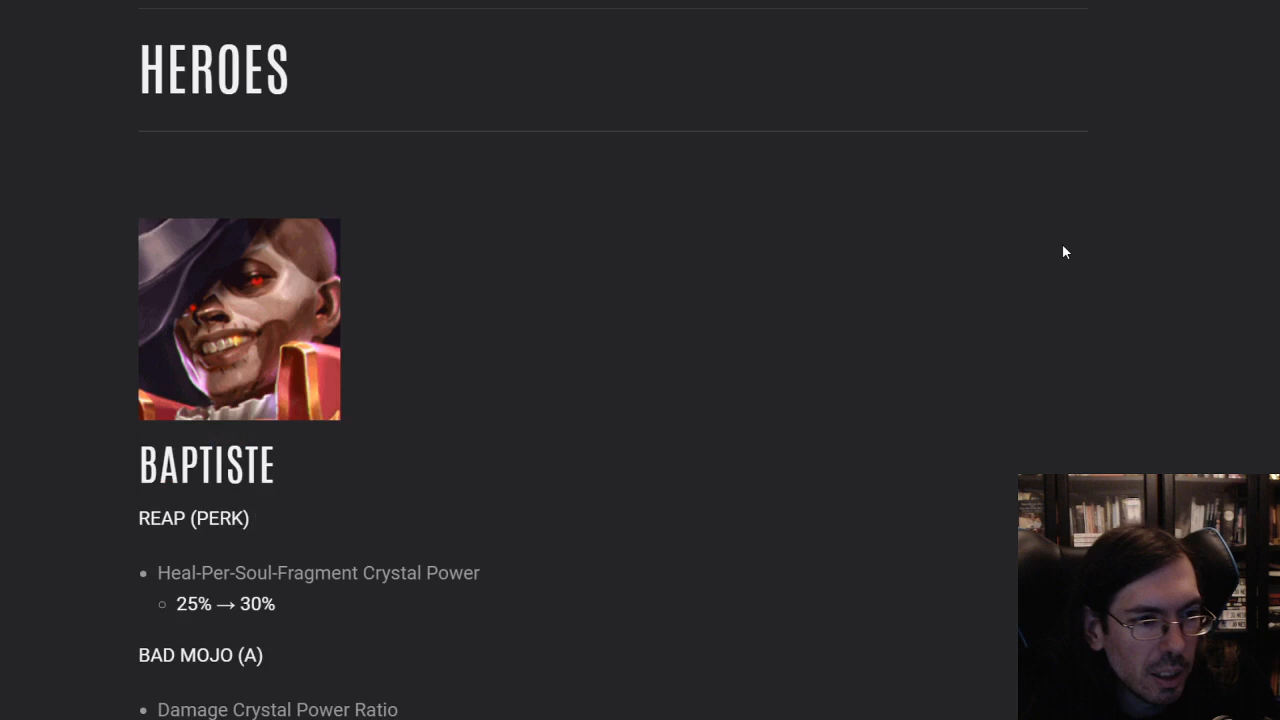 HEROES
BAPTISTE
REAP (PERK)
• Heal-Per-Soul-Fragment Crystal Power
○ 25% → 30%
BAD MOJO (A)
• Damage Crystal Power Ratio